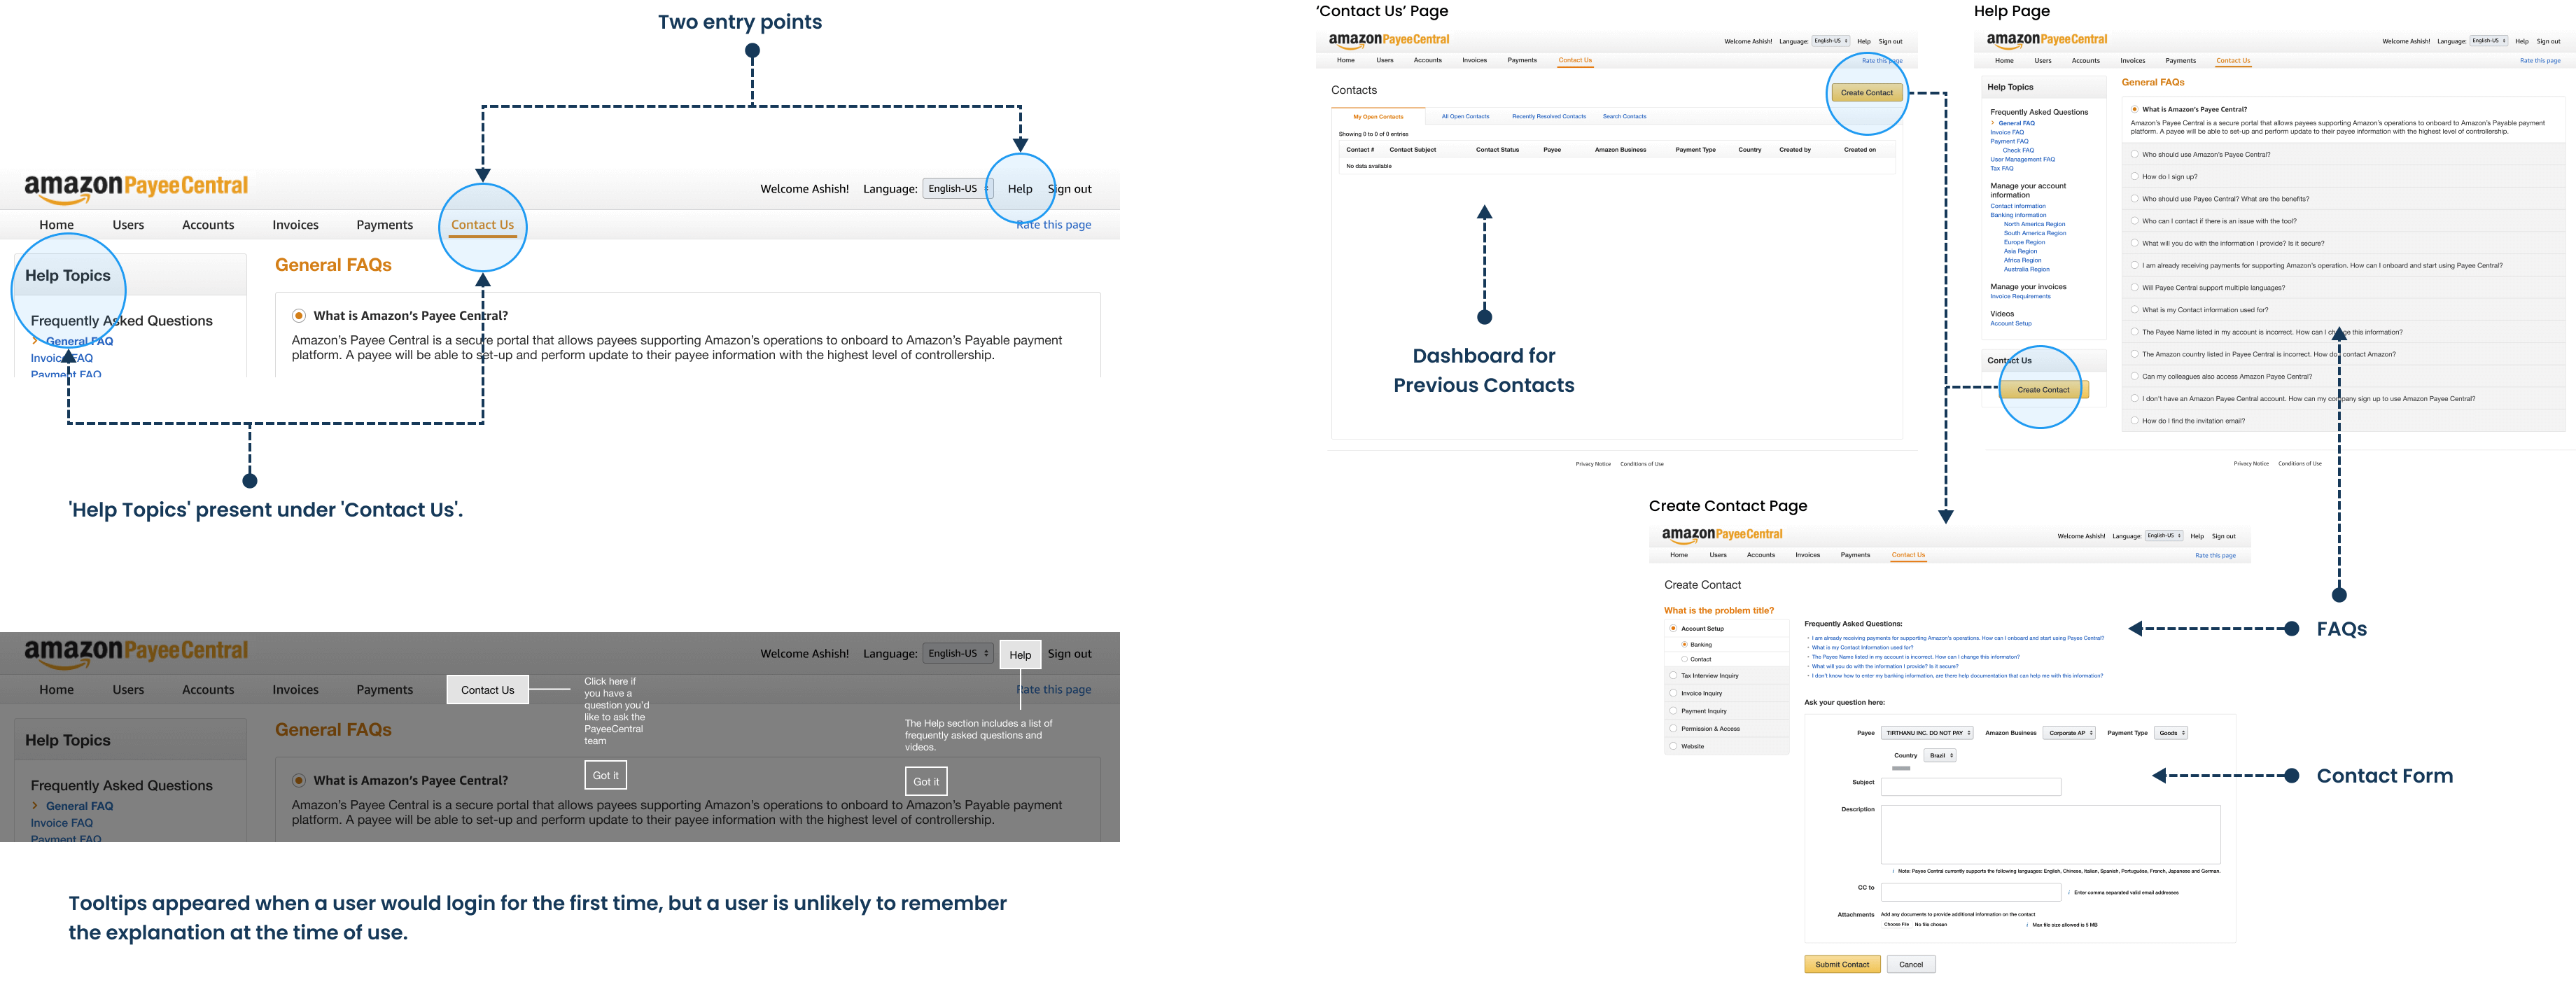 Two entry points
amazon PayeeCentral
Welcome Ashish! Language: English-US Help Sign out
Home Users Accounts Invoices Payments Contact Us Rate this page
Help Topics
Frequently Asked Questions
General FAQ
Invoice FAQ
Payment FAQ
General FAQs
What is Amazon's Payee Central?
Amazon's Payee Central is a secure portal that allows payees supporting Amazon's operations to onboard to Amazon's Payable payment
platform. A payee will be able to set-up and perform update to their payee information with the highest level of controllership.
'Help Topics' present under 'Contact Us'.
amazon PayeeCentral
Welcome Ashish! Language: English-US Help Sign out
Home Users Accounts Invoices Payments Contact Us Rate this page
Click here if
you have a
question you'd
like to ask the
PayeeCentral
team
Got it
The Help section includes a list of
frequently asked questions and
videos.
Got it
Help Topics
Frequently Asked Questions
General FAQ
Invoice FAQ
Payment FAQ
General FAQs
What is Amazon's Payee Central?
Amazon's Payee Central is a secure portal that allows payees supporting Amazon's operations to onboard to Amazon's Payable payment
platform. A payee will be able to set-up and perform update to their payee information with the highest level of controllership.
Tooltips appeared when a user would login for the first time, but a user is unlikely to remember
the explanation at the time of use.
‘Contact Us’ Page
amazon PayeeCentral
Welcome Ashish! Language: English-US Help Sign out
Home Users Accounts Invoices Payments Contact Us Rate this page
Contacts
Create Contact
My Open Contacts All Open Contacts Recently Resolved Contacts Search Contacts
Showing 0 to 0 of 0 entries
Contact # Contact Subject Contact Status Payee Amazon Business Payment Type Country Created by Created on
No data available
Dashboard for
Previous Contacts
Privacy Notice Conditions of Use
Help Page
amazon PayeeCentral
Welcome Ashish! Language: English-US Help Sign out
Home Users Accounts Invoices Payments Contact Us Rate this page
Help Topics
Frequently Asked Questions
General FAQ
Invoice FAQ
Payment FAQ
Check FAQ
User Management FAQ
Tax FAQ
Manage your account
information
Contact information
Banking information
North America Region
South America Region
Europe Region
Asia Region
Africa Region
Australia Region
Manage your invoices
Invoice Requirements
Videos
Account Setup
Contact Us
Create Contact
General FAQs
What is Amazon's Payee Central?
Amazon's Payee Central is a secure portal that allows payees supporting Amazon's operations to onboard to Amazon's Payable payment
platform. A payee will be able to set-up and perform update to their payee information with the highest level of controllership.
Who should use Amazon's Payee Central?
How do I sign up?
Who should use Payee Central? What are the benefits?
Who can I contact if there is an issue with the tool?
What will you do with the information I provide? Is it secure?
I am already receiving payments for supporting Amazon's operation. How can I onboard and start using Payee Central?
Will Payee Central support multiple languages?
What is my Contact information used for?
The Payee Name listed in my account is incorrect. How can I change this information?
The Amazon country listed in Payee Central is incorrect. How do I contact Amazon?
Can my colleagues also access Amazon Payee Central?
I don't have an Amazon Payee Central account. How can my company sign up to use Amazon Payee Central?
How do I find the invitation email?
Privacy Notice Conditions of Use
Create Contact Page
amazon PayeeCentral
Welcome Ashish! Language: English-US Help Sign out
Home Users Accounts Invoices Payments Contact Us Rate this page
Create Contact
What is the problem title?
Account Setup
Banking
Contact
Tax Interview Inquiry
Invoice Inquiry
Payment Inquiry
Permission & Access
Website
Frequently Asked Questions:
I am already receiving payments for supporting Amazon's operations. How can I onboard and start using Payee Central?
What is my Contact Information used for?
The Payee Name listed in my account is incorrect. How can I change this information?
What will you do with the information I provide? Is it secure?
I don't know how to enter my banking information, are there help documentation that can help me with this information?
Ask your question here:
Payee TIRTHANU INC. DO NOT PAY Amazon Business Corporate AP Payment Type Goods
Country Brazil
Subject
Description
i Note: Payee Central currently supports the following languages: English, Chinese, Italian, Spanish, Portuguese, French, Japanese and German.
CC to
i Enter comma separated valid email addresses
Attachments Add any documents to provide additional information on the contact
Choose File No file chosen i Max file size allowed is 5 MB
Submit Contact Cancel
FAQs
Contact Form